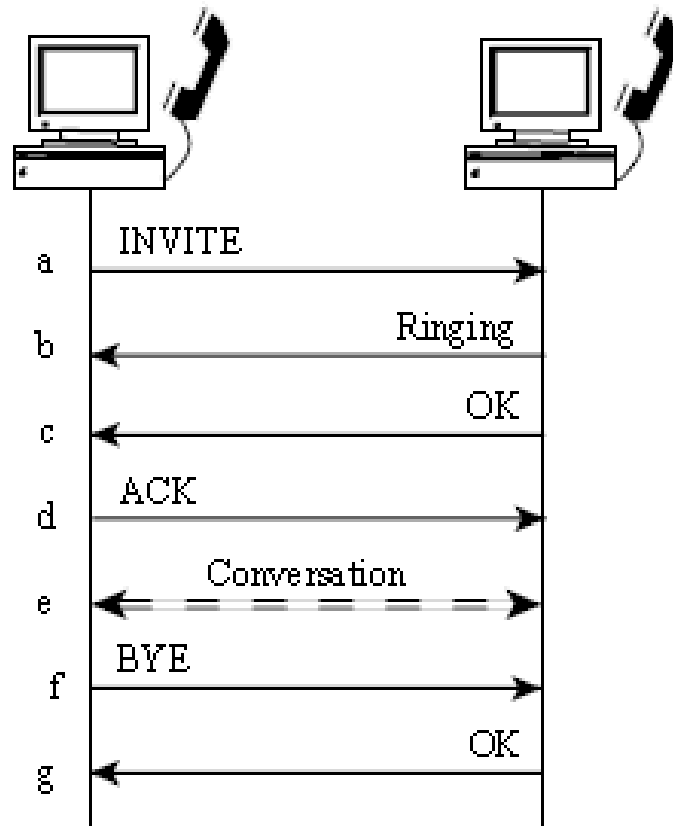 a INVITE
b Ringing
c OK
d ACK
e Conversation
f BYE
g OK